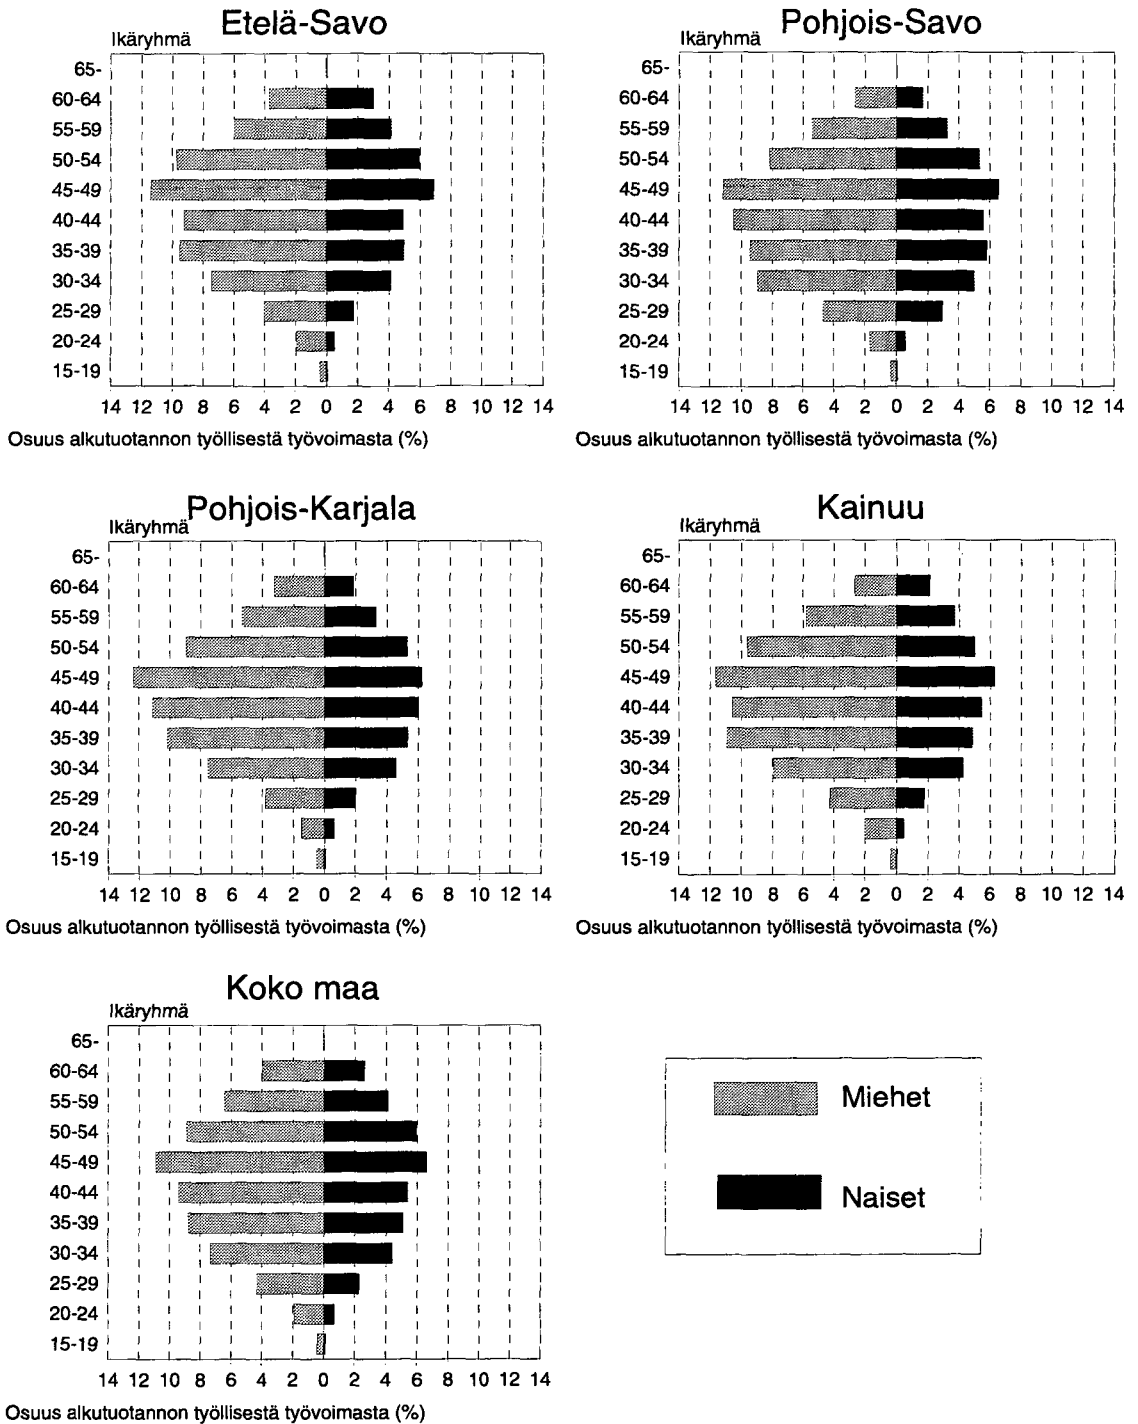 Etelä-Savo
Ikäryhmä
65-
60-64
55-59
50-54
45-49
40-44
35-39
30-34
25-29
20-24
15-19
14 12 10 8 6 4 2 0 2 4 6 8 10 12 14
Osuus alkutuotannon työllisestä työvoimasta (%)
Pohjois-Savo
Ikäryhmä
65-
60-64
55-59
50-54
45-49
40-44
35-39
30-34
25-29
20-24
15-19
14 12 10 8 6 4 2 0 2 4 6 8 10 12 14
Osuus alkutuotannon työllisestä työvoimasta (%)
Pohjois-Karjala
Ikäryhmä
65-
60-64
55-59
50-54
45-49
40-44
35-39
30-34
25-29
20-24
15-19
14 12 10 8 6 4 2 0 2 4 6 8 10 12 14
Osuus alkutuotannon työllisestä työvoimasta (%)
Kainuu
Ikäryhmä
65-
60-64
55-59
50-54
45-49
40-44
35-39
30-34
25-29
20-24
15-19
14 12 10 8 6 4 2 0 2 4 6 8 10 12 14
Osuus alkutuotannon työllisestä työvoimasta (%)
Koko maa
Ikäryhmä
65-
60-64
55-59
50-54
45-49
40-44
35-39
30-34
25-29
20-24
15-19
14 12 10 8 6 4 2 0 2 4 6 8 10 12 14
Osuus alkutuotannon työllisestä työvoimasta (%)
Miehet
Naiset